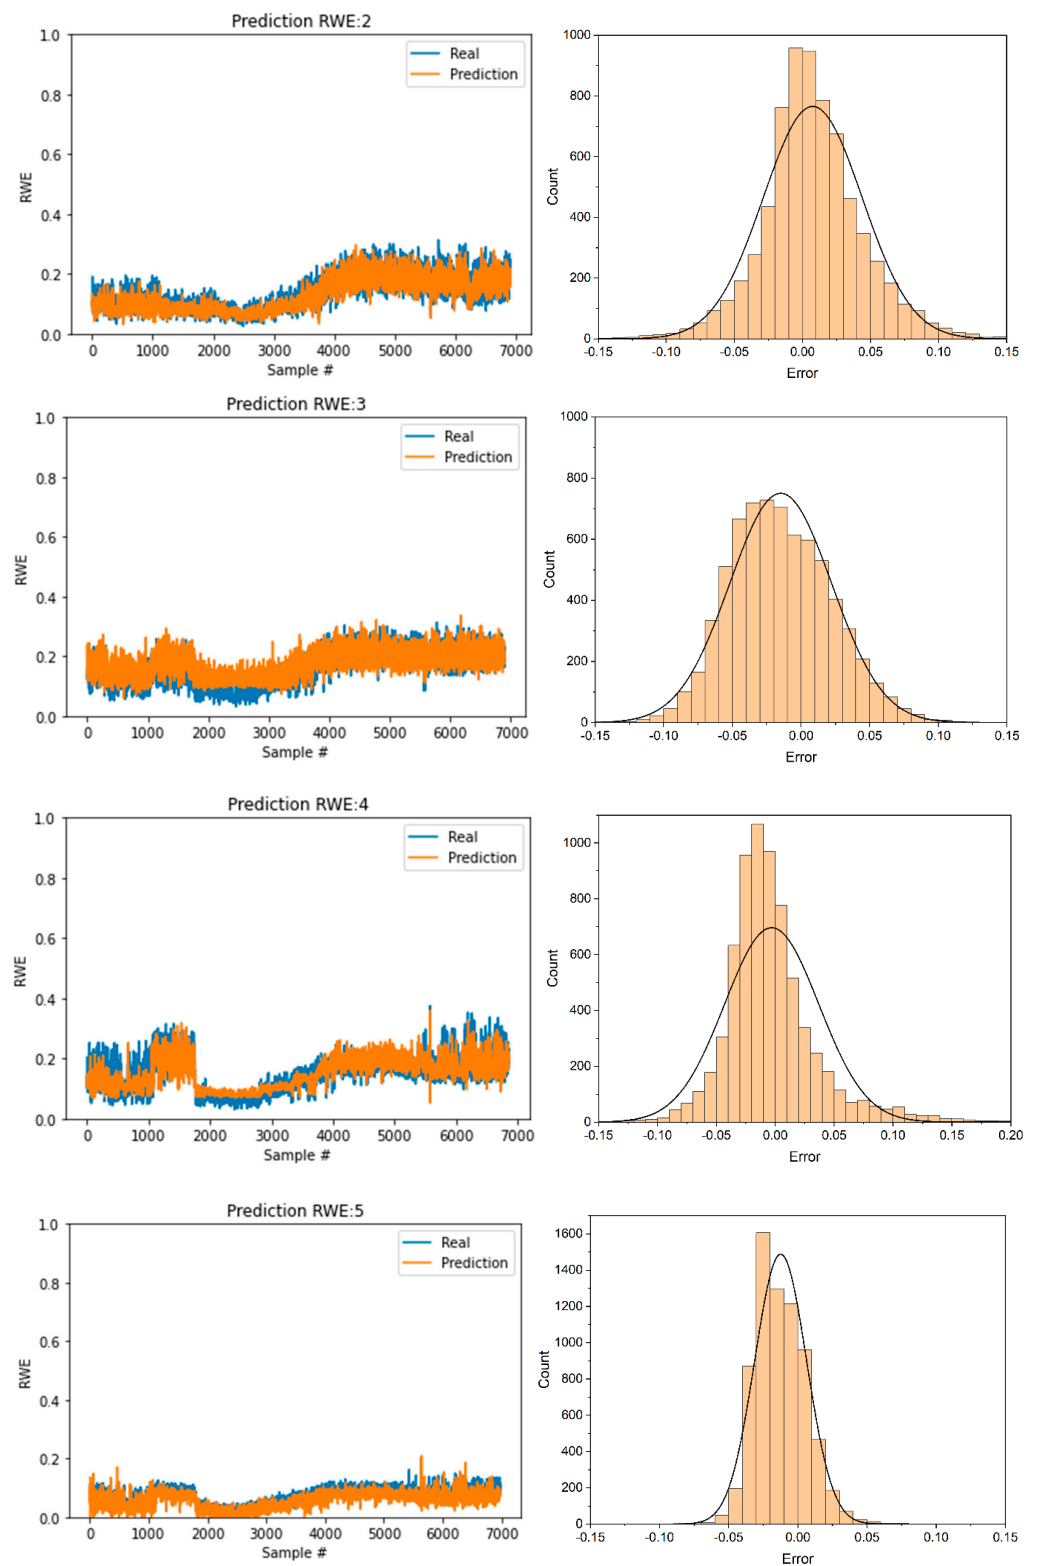 Prediction RWE:2
1.0
0.8
0.6
0.4
0.2
0.0
RWE
Real
Prediction
0 1000 2000 3000 4000 5000 6000 7000
Sample #
1000
800
600
400
200
0
Count
-0.15 -0.10 -0.05 0.00 0.05 0.10 0.15
Error
Prediction RWE:3
1.0
0.8
0.6
0.4
0.2
0.0
RWE
Real
Prediction
0 1000 2000 3000 4000 5000 6000 7000
Sample #
1000
800
600
400
200
0
Count
-0.15 -0.10 -0.05 0.00 0.05 0.10 0.15
Error
Prediction RWE:4
1.0
0.8
0.6
0.4
0.2
0.0
RWE
Real
Prediction
0 1000 2000 3000 4000 5000 6000 7000
Sample #
1000
800
600
400
200
0
Count
-0.15 -0.10 -0.05 0.00 0.05 0.10 0.15 0.20
Error
Prediction RWE:5
1.0
0.8
0.6
0.4
0.2
0.0
RWE
Real
Prediction
0 1000 2000 3000 4000 5000 6000 7000
Sample #
1600
1400
1200
1000
800
600
400
200
0
Count
-0.15 -0.10 -0.05 0.00 0.05 0.10 0.15
Error